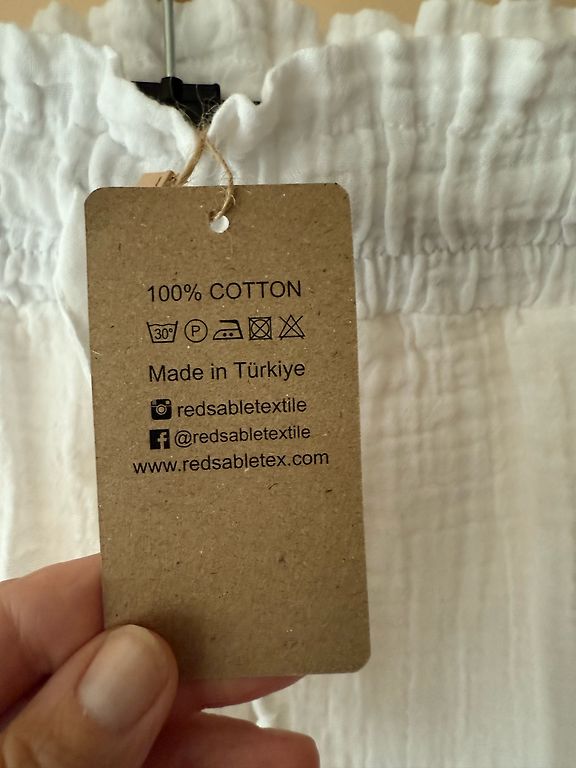 100% COTTON
30° P
Made in Türkiye
redsabletextile
@redsabletextile
www.redsabletex.com